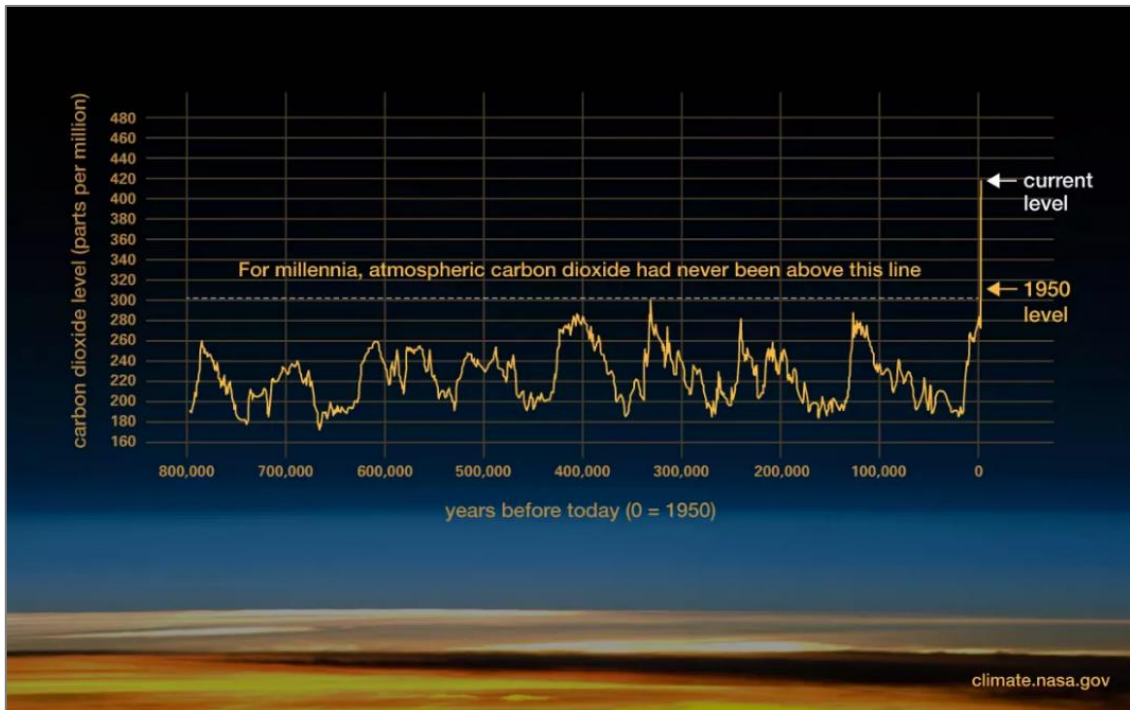 carbon dioxide level (parts per million)
480
460
440
420
400
380
360
340
320
300
280
260
240
220
200
180
160
For millennia, atmospheric carbon dioxide had never been above this line
current
level
1950
level
800,000 700,000 600,000 500,000 400,000 300,000 200,000 100,000 0
years before today (0 = 1950)
climate.nasa.gov